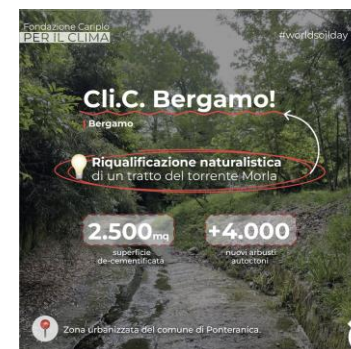 Fondazione Cariplo
PER IL CLIMA
#worldsoilday
Cli.C. Bergamo!
Bergamo
Riqualificazione naturalistica
di un tratto del torrente Morla
2.500mq
superficie
de-cementificata
+4.000
nuovi arbusti
autoctoni
Zona urbanizzata del comune di Ponteranica.